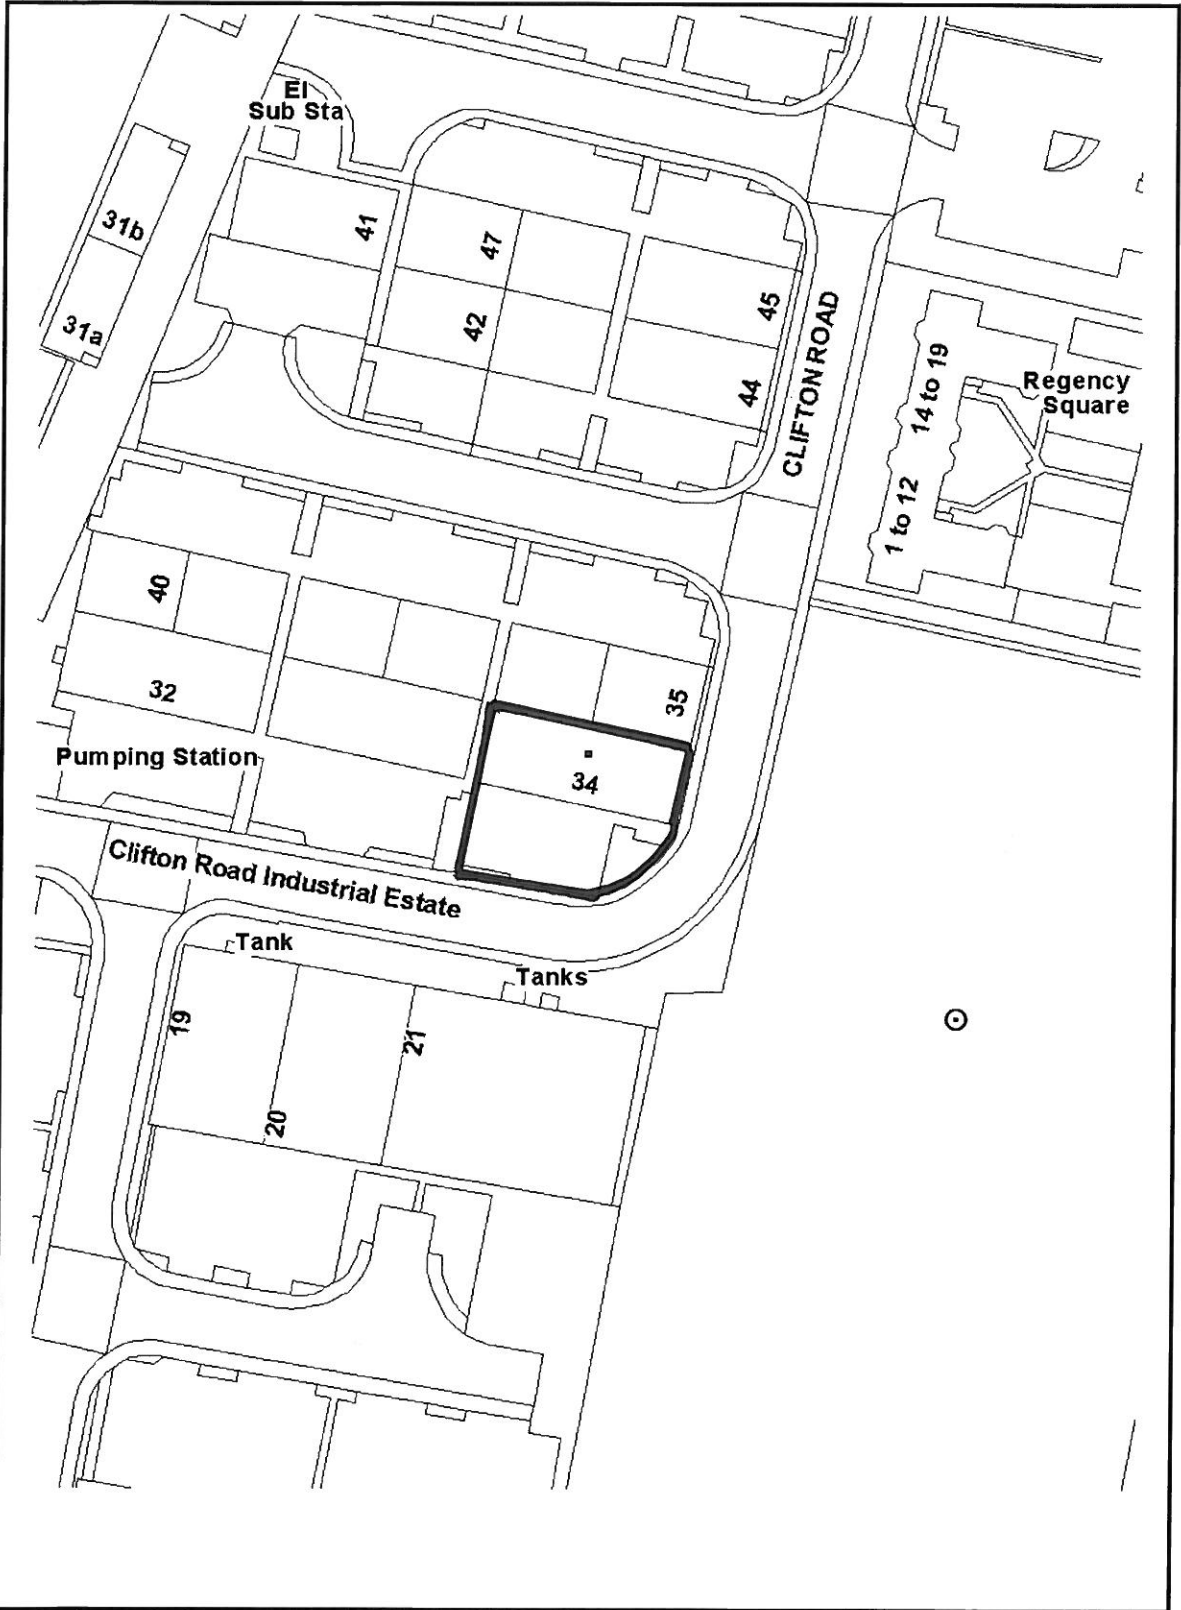 El
Sub Sta
31b
41
47
31a
42
45
CLIFTON ROAD
14 to 19
Regency
Square
44
1 to 12
40
32
35
Pumping Station
34
Clifton Road Industrial Estate
Tank
Tanks
19
21
20